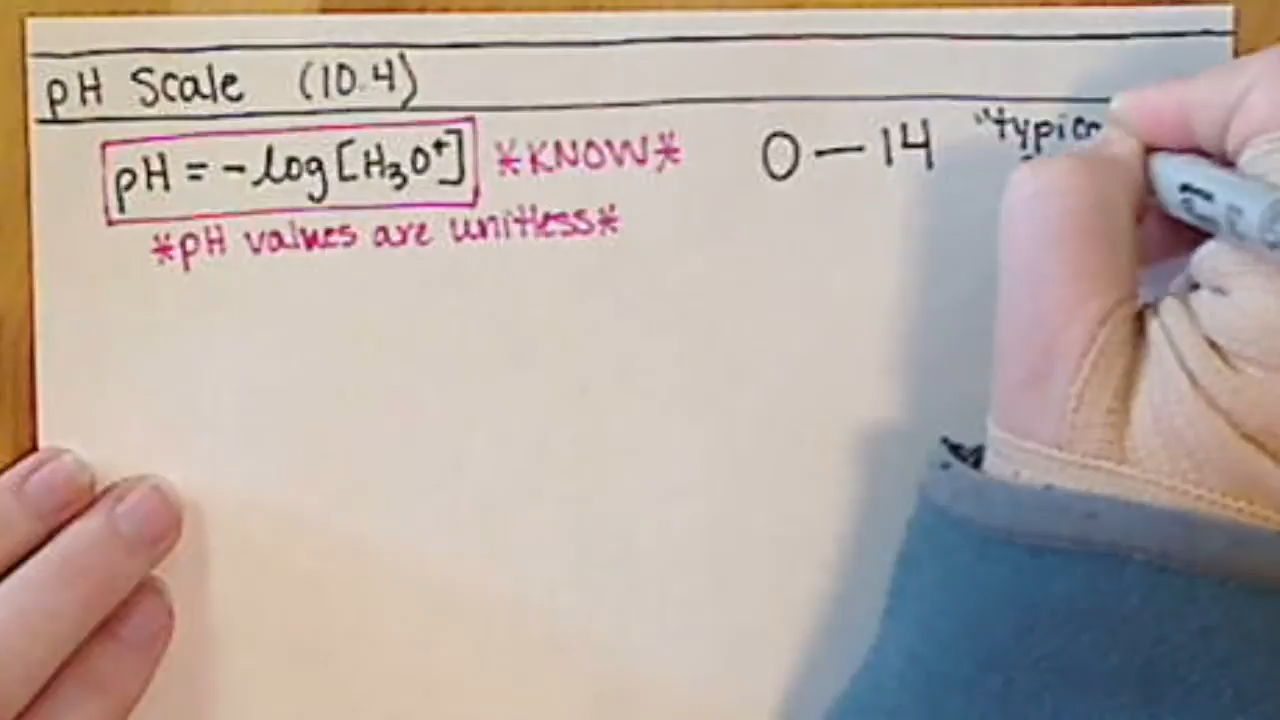 pH Scale (10.4)
pH = -log[H₃O⁺] *KNOW* 0 — 14
*pH values are unitless*